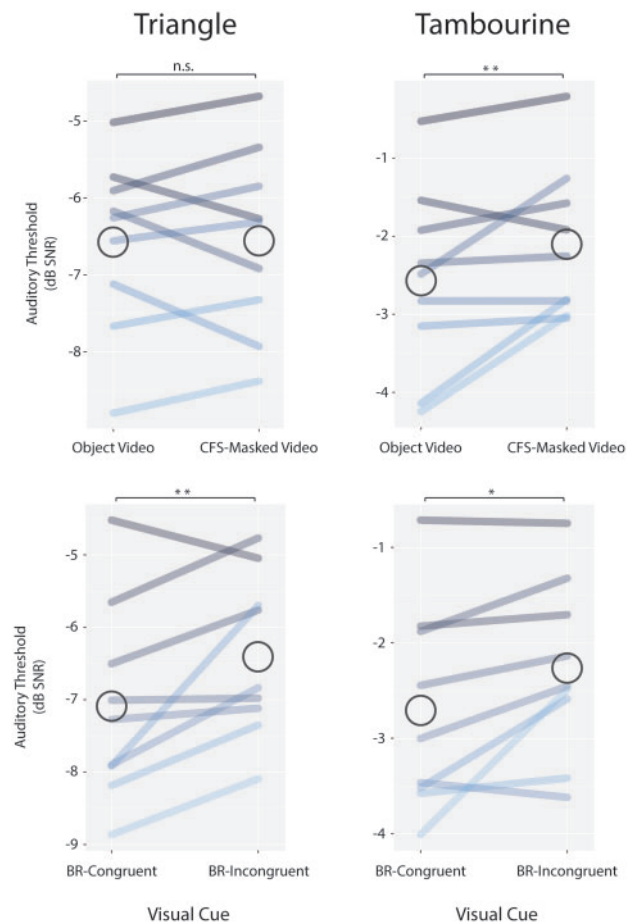 Triangle
Tambourine
n.s.
**
-5
-6
-7
-8
-1
-2
-3
-4
Auditory Threshold
(dB SNR)
Object Video
CFS-Masked Video
Object Video
CFS-Masked Video
**
*
-5
-6
-7
-8
-9
-1
-2
-3
-4
Auditory Threshold
(dB SNR)
BR-Congruent
BR-Incongruent
BR-Congruent
BR-Incongruent
Visual Cue
Visual Cue